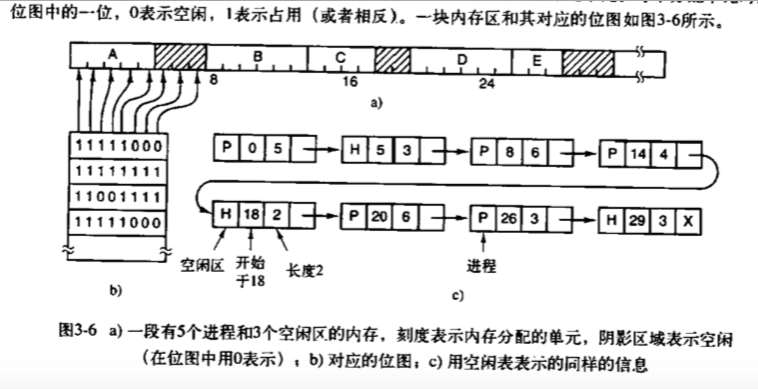 位图中的一位，0表示空闲，1表示占用（或者相反）。一块内存区和其对应的位图如图3-6所示。
A B C D E
8 16 24
a)
11111000
11111111
11001111
11111000
b)
P 0 5 H 5 3 P 8 6 P 14 4
H 18 2 P 20 6 P 26 3 H 29 3 X
空闲区 开始于18 长度2 进程
c)
图3-6 a) 一段有5个进程和3个空闲区的内存，刻度表示内存分配的单元，阴影区域表示空闲
（在位图中用0表示）；b) 对应的位图；c) 用空闲表表示的同样的信息